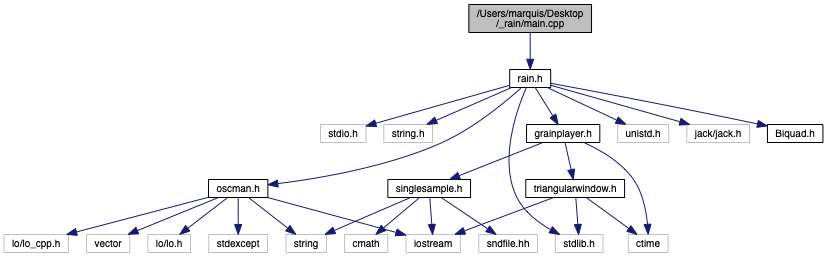 /Users/marquis/Desktop
/_rain/main.cpp
rain.h
stdio.h
string.h
grainplayer.h
unistd.h
jack/jack.h
Biquad.h
oscman.h
singlesample.h
triangularwindow.h
lo/lo_cpp.h
vector
lo/lo.h
stdexcept
string
cmath
iostream
sndfile.hh
stdlib.h
ctime